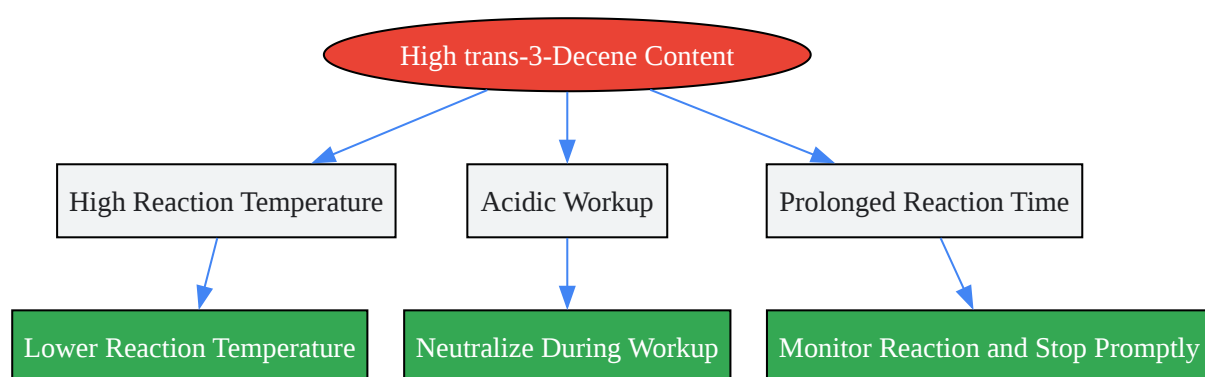 High trans-3-Decene Content
High Reaction Temperature
Acidic Workup
Prolonged Reaction Time
Lower Reaction Temperature
Neutralize During Workup
Monitor Reaction and Stop Promptly